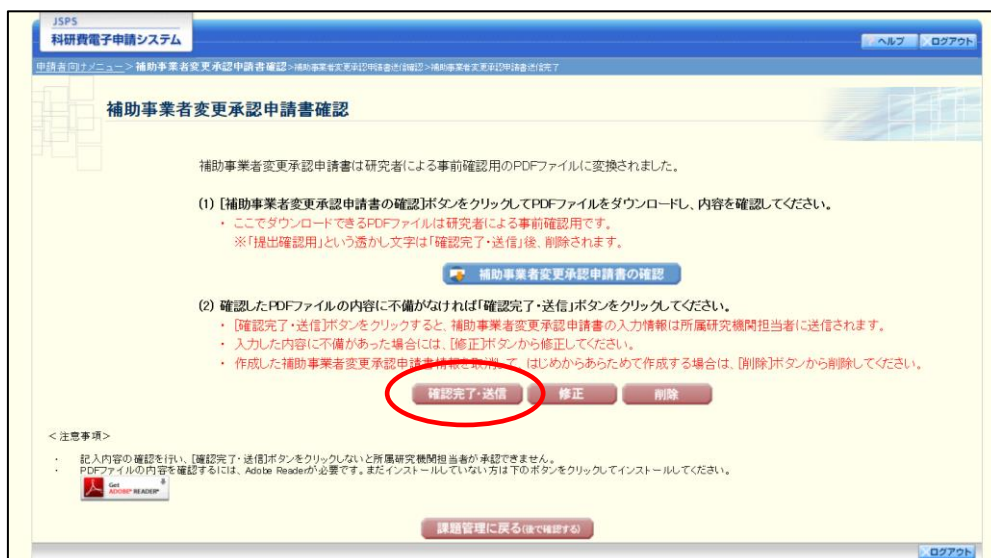 JSPS
科研費電子申請システム
ヘルプ
ログアウト
申請者向けメニュー>補助事業者変更承認申請書確認>補助事業者変更承認申請書送信確認>補助事業者変更承認申請書送信完了
補助事業者変更承認申請書確認
補助事業者変更承認申請書は研究者による事前確認用のPDFファイルに変換されました。
(1) [補助事業者変更承認申請書の確認]ボタンをクリックしてPDFファイルをダウンロードし、内容を確認してください。
・ ここでダウンロードできるPDFファイルは研究者による事前確認用です。
※「提出確認用」という透かし文字は「確認完了・送信」後、削除されます。
補助事業者変更承認申請書の確認
(2) 確認したPDFファイルの内容に不備がなければ「確認完了・送信」ボタンをクリックしてください。
・ [確認完了・送信]ボタンをクリックすると、補助事業者変更承認申請書の入力情報は所属研究機関担当者に送信されます。
・ 入力した内容に不備があった場合には、[修正]ボタンから修正してください。
・ 作成した補助事業者変更承認申請書情報を取消して、はじめからあらためて作成する場合は、[削除]ボタンから削除してください。
確認完了・送信
修正
削除
<注意事項>
・ 記入内容の確認を行い、[確認完了・送信]ボタンをクリックしないと所属研究機関担当者が承認できません。
・ PDFファイルの内容を確認するには、Adobe Readerが必要です。まだインストールしていない方は下のボタンをクリックしてインストールしてください。
Get
ADOBE® READER®
課題管理に戻る(後で確認する)
ログアウト